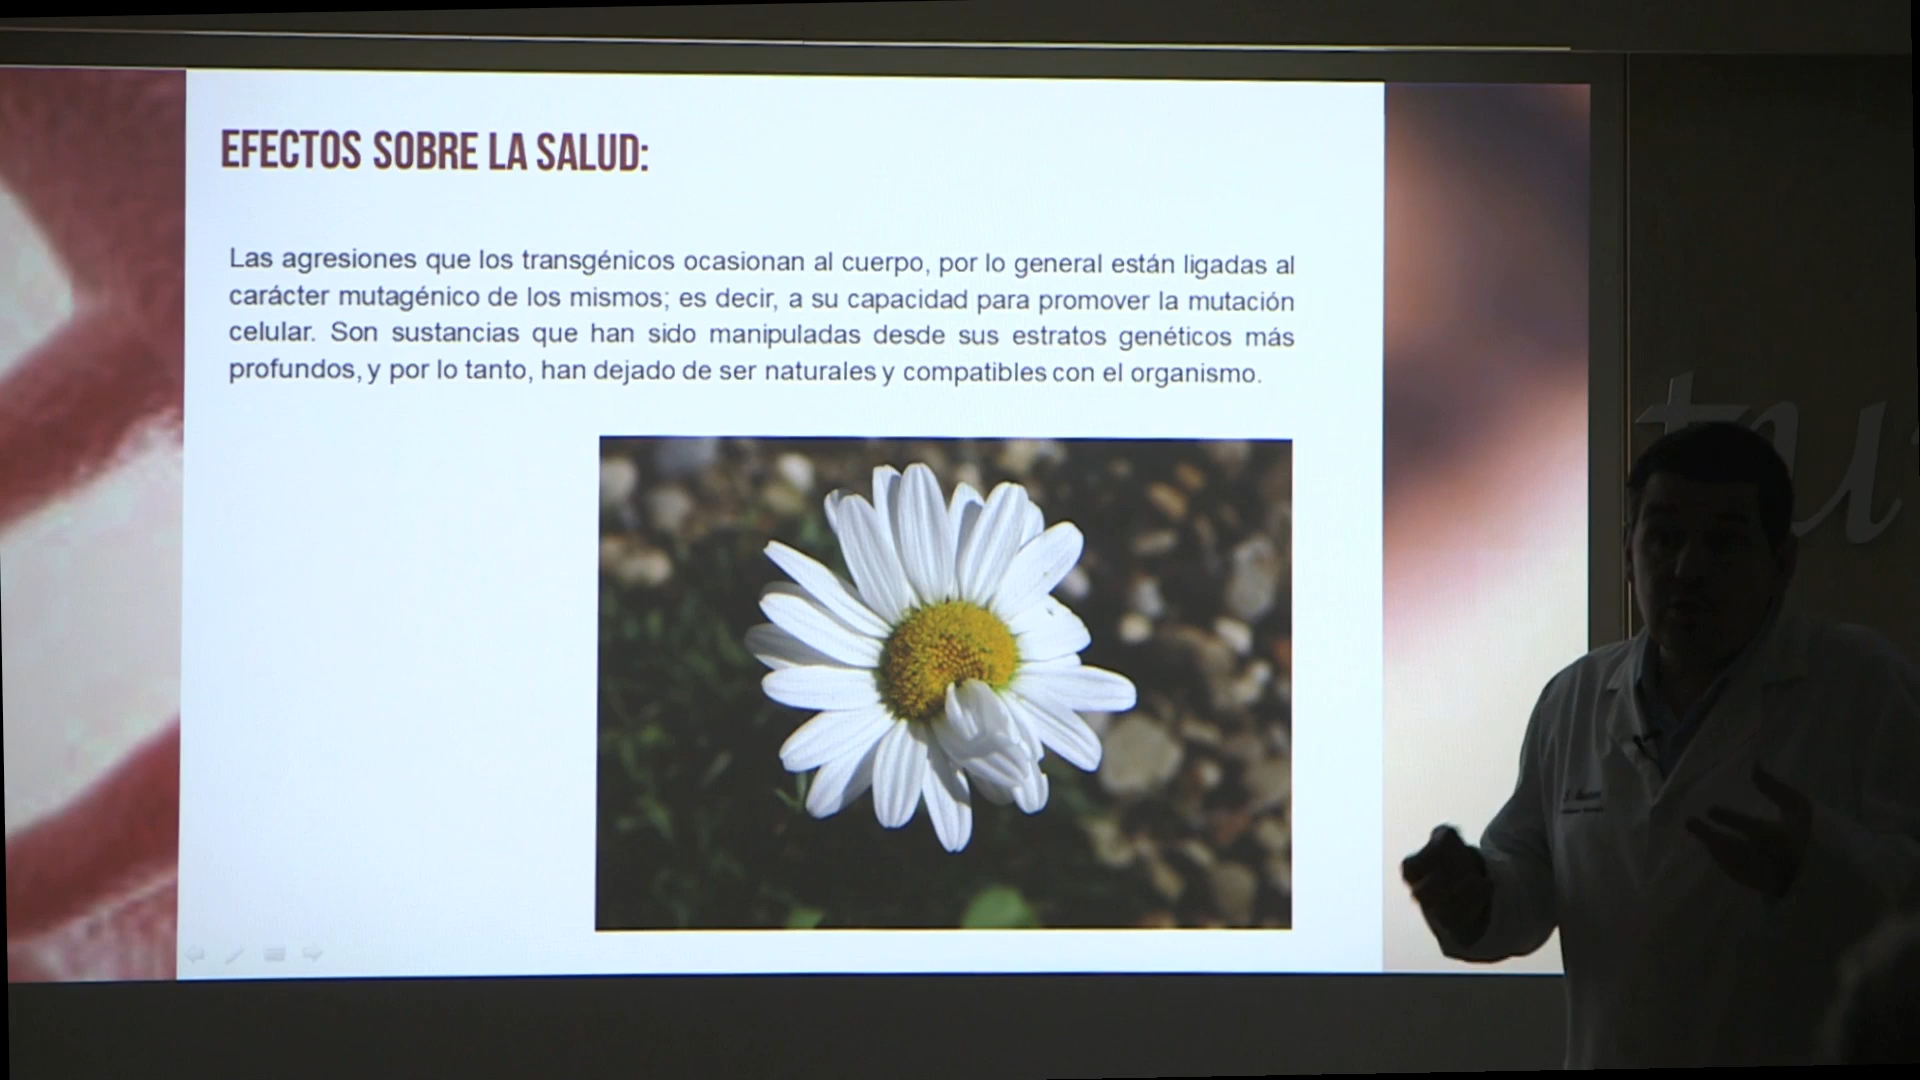 EFECTOS SOBRE LA SALUD:
Las agresiones que los transgénicos ocasionan al cuerpo, por lo general están ligadas al
carácter mutagénico de los mismos; es decir, a su capacidad para promover la mutación
celular. Son sustancias que han sido manipuladas desde sus estratos genéticos más
profundos, y por lo tanto, han dejado de ser naturales y compatibles con el organismo.